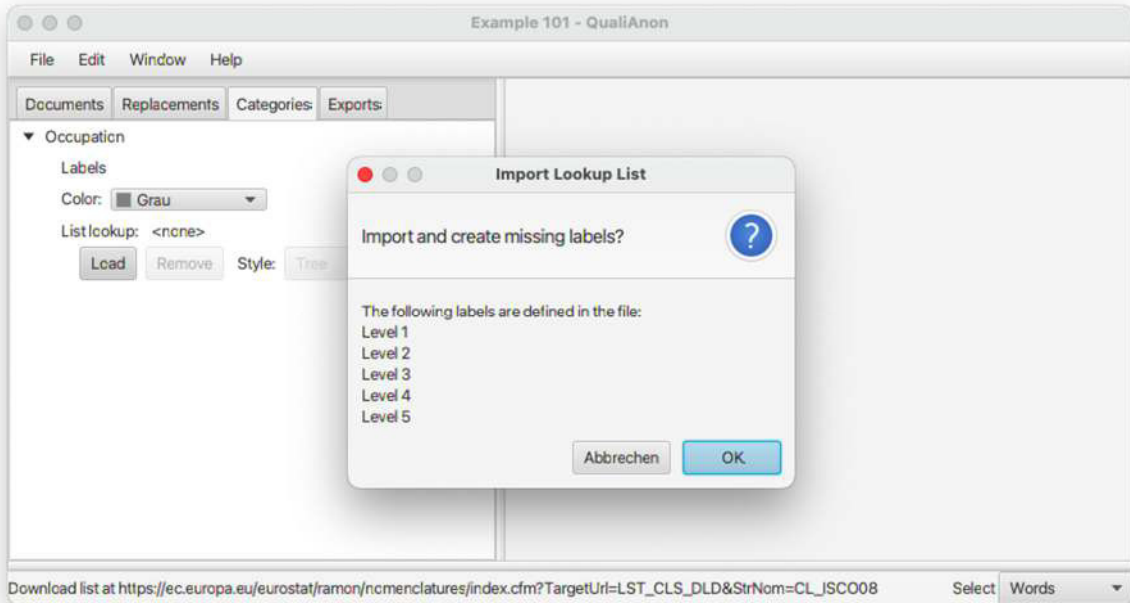 Example 101 - QualiAnon
File Edit Window Help
Documents Replacements Categories Exports
Occupation
Labels
Color: Grau
List lookup: <none>
Load Remove Style: Tree
Import Lookup List
Import and create missing labels?
?
The following labels are defined in the file:
Level 1
Level 2
Level 3
Level 4
Level 5
Abbrechen OK
Download list at https://ec.europa.eu/eurostat/ramon/nomenclatures/index.cfm?TargetUrl=LST_CLS_DLD&StrNom=CL_ISCO08 Select Words